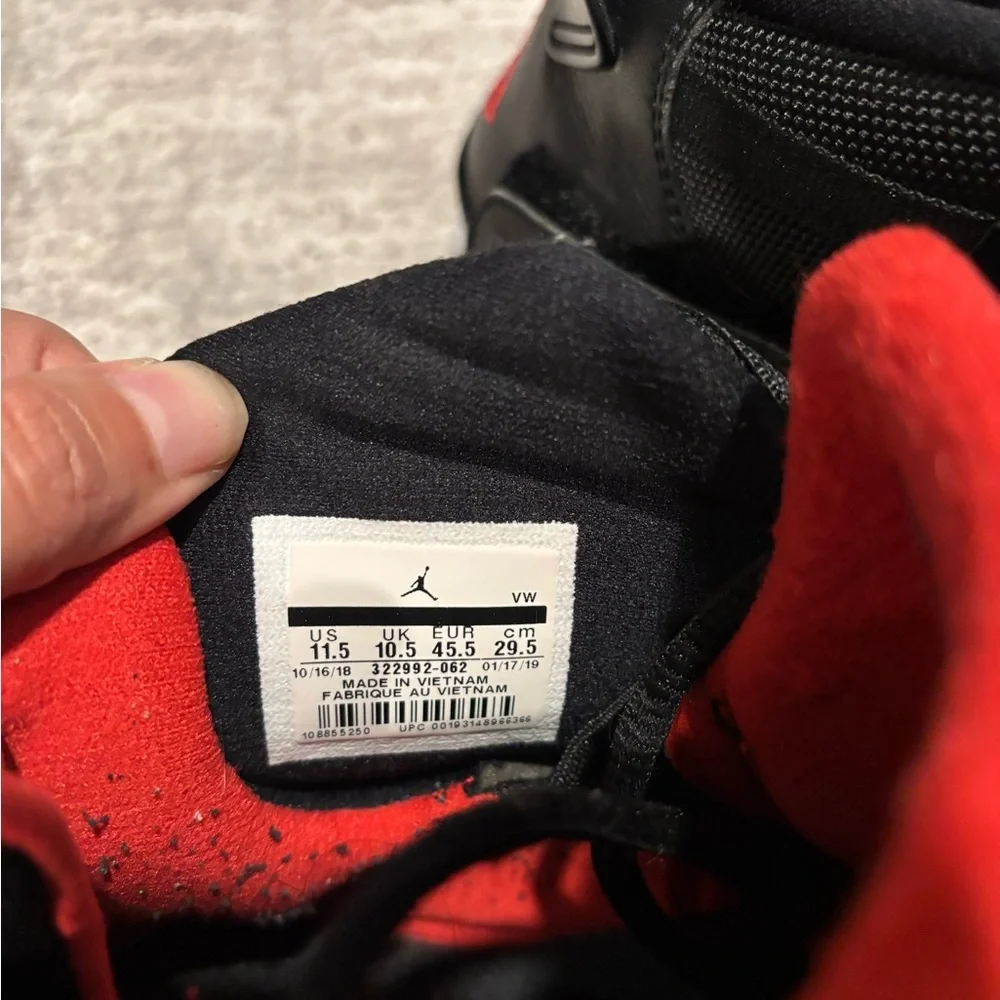 VW
US UK EUR cm
11.5 10.5 45.5 29.5
10/16/18 322992-062 01/17/19
MADE IN VIETNAM
FABRIQUE AU VIETNAM
108855250 UPC 00193148966366